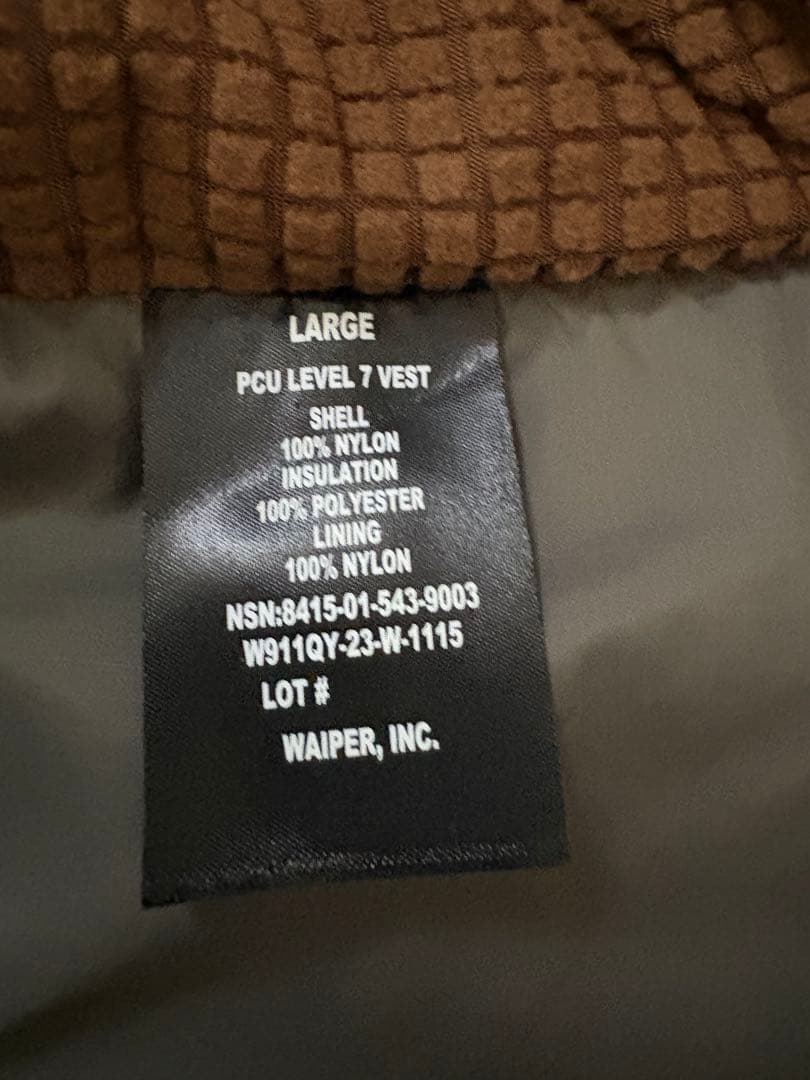 LARGE
PCU LEVEL 7 VEST
SHELL
100% NYLON
INSULATION
100% POLYESTER
LINING
100% NYLON
NSN:8415-01-543-9003
W911QY-23-W-1115
LOT #
WAIPER, INC.